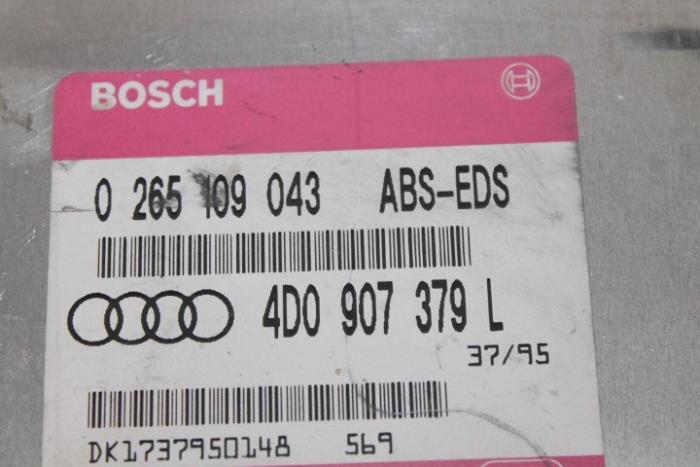 BOSCH
0 265 109 043 ABS-EDS
4D0 907 379 L
37/95
DK1737950148 569